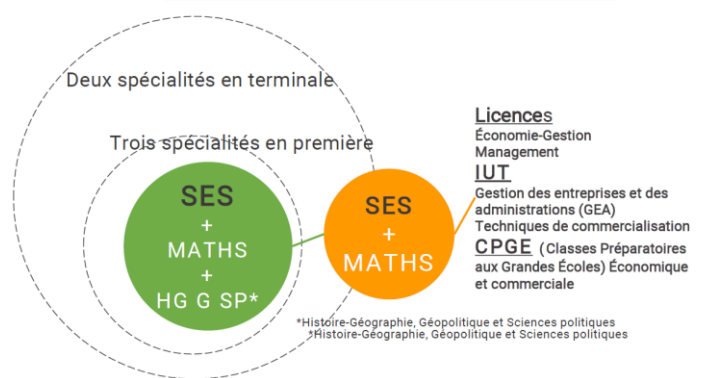 Deux spécialités en terminale
Trois spécialités en première
SES
+
MATHS
+
HG G SP*
SES
+
MATHS
Licences
Économie-Gestion
Management
IUT
Gestion des entreprises et des
administrations (GEA)
Techniques de commercialisation
CPGE (Classes Préparatoires
aux Grandes Écoles) Économique
et commerciale
*Histoire-Géographie, Géopolitique et Sciences politiques
*Histoire-Géographie, Géopolitique et Sciences politiques